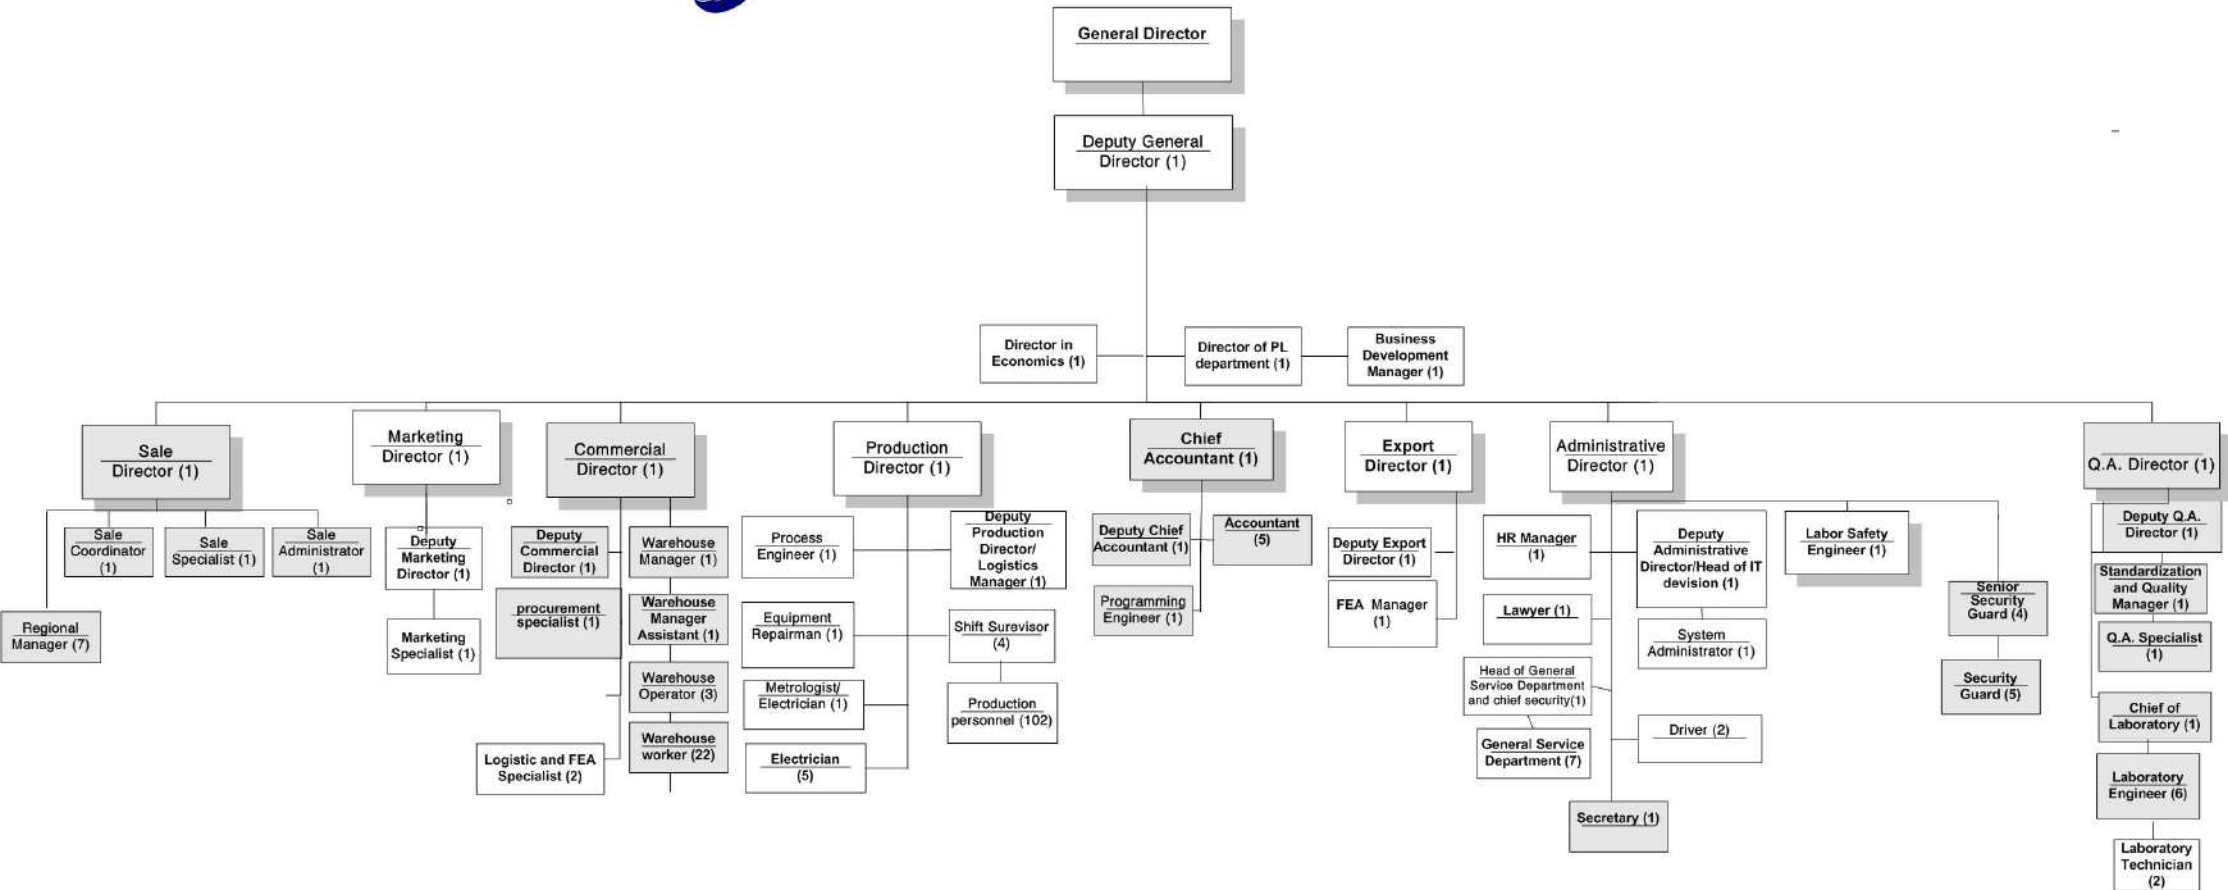 General Director
Deputy General
Director (1)
Director in
Economics (1)
Director of PL
department (1)
Business
Development
Manager (1)
Sale
Director (1)
Marketing
Director (1)
Commercial
Director (1)
Production
Director (1)
Chief
Accountant (1)
Export
Director (1)
Administrative
Director (1)
Q.A. Director (1)
Sale
Coordinator
(1)
Sale
Specialist (1)
Sale
Administrator
(1)
Regional
Manager (7)
Deputy
Marketing
Director (1)
Marketing
Specialist (1)
Deputy
Commercial
Director (1)
procurement
specialist (1)
Logistic and FEA
Specialist (2)
Warehouse
Manager (1)
Warehouse
Manager
Assistant (1)
Warehouse
Operator (3)
Warehouse
worker (22)
Process
Engineer (1)
Equipment
Repairman (1)
Metrologist/
Electrician (1)
Electrician
(5)
Deputy
Production
Director/
Logistics
Manager (1)
Shift Surevisor
(4)
Production
personnel (102)
Deputy Chief
Accountant (1)
Accountant
(5)
Programming
Engineer (1)
Deputy Export
Director (1)
FEA Manager
(1)
HR Manager
(1)
Lawyer (1)
Head of General
Service Department
and chief security(1)
General Service
Department (7)
Deputy
Administrative
Director/Head of IT
devision (1)
System
Administrator (1)
Driver (2)
Secretary (1)
Labor Safety
Engineer (1)
Senior
Security
Guard (4)
Security
Guard (5)
Deputy Q.A.
Director (1)
Standardization
and Quality
Manager (1)
Q.A. Specialist
(1)
Chief of
Laboratory (1)
Laboratory
Engineer (6)
Laboratory
Technician
(2)